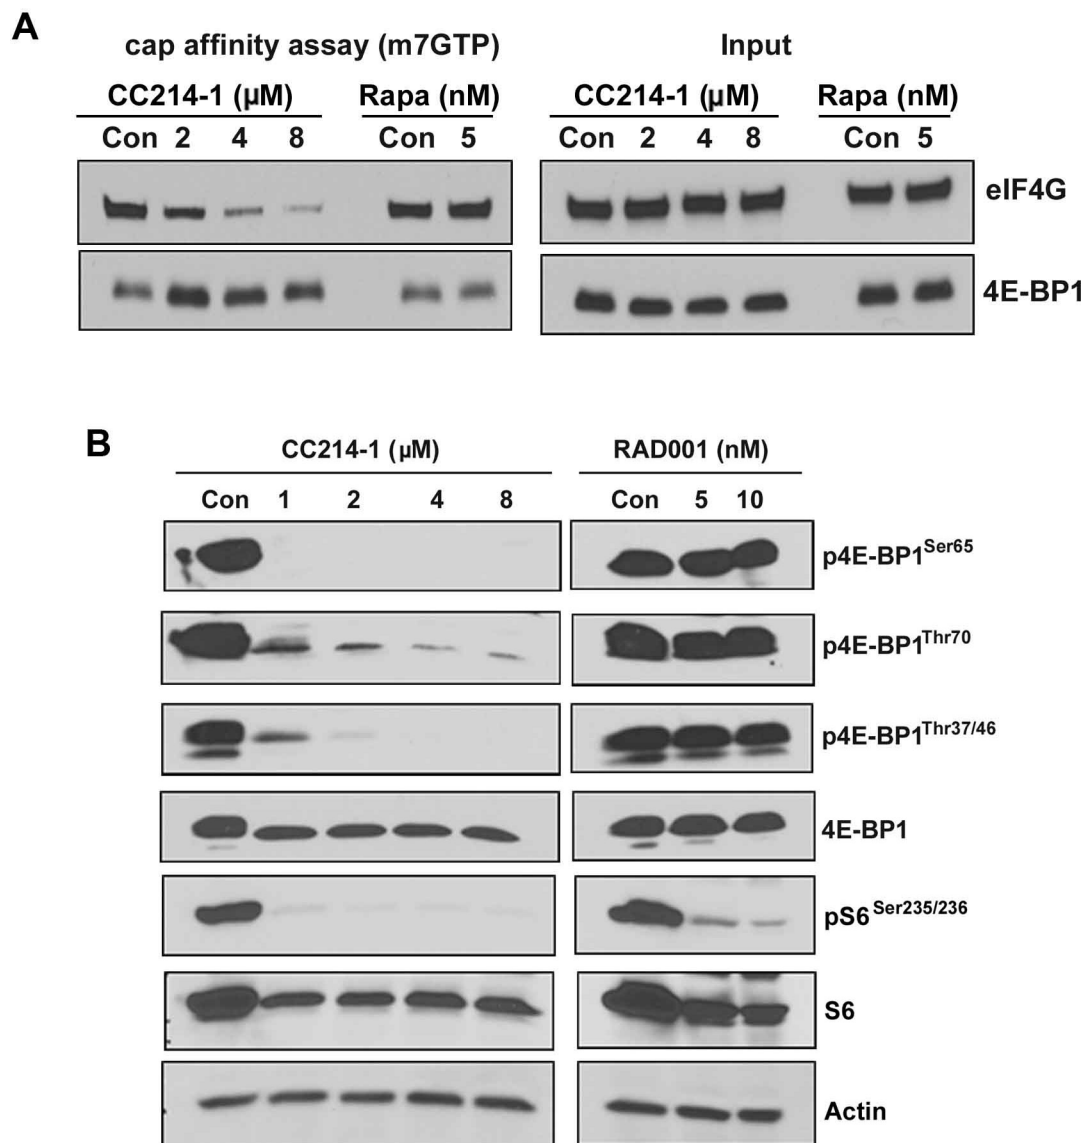 A
cap affinity assay (m7GTP) Input
CC214-1 (µM) Rapa (nM) CC214-1 (µM) Rapa (nM)
Con 2 4 8 Con 5 Con 2 4 8 Con 5
eIF4G
4E-BP1
B
CC214-1 (µM) RAD001 (nM)
Con 1 2 4 8 Con 5 10
p4E-BP1Ser65
p4E-BP1Thr70
p4E-BP1Thr37/46
4E-BP1
pS6Ser235/236
S6
Actin